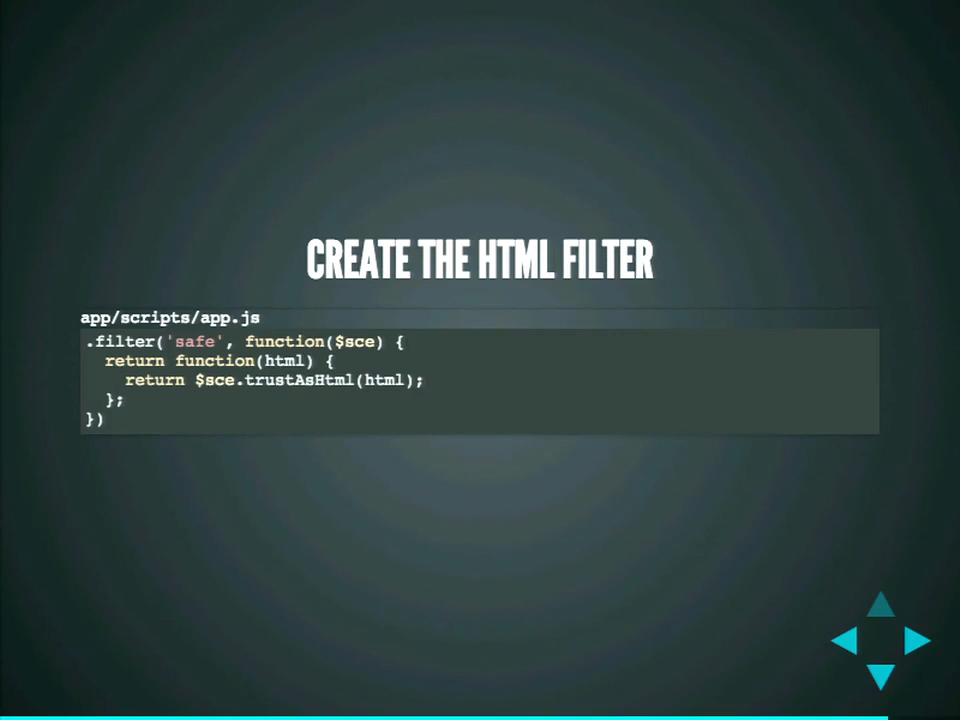 CREATE THE HTML FILTER
app/scripts/app.js
.filter('safe', function($sce) {
  return function(html) {
    return $sce.trustAsHtml(html);
  };
})